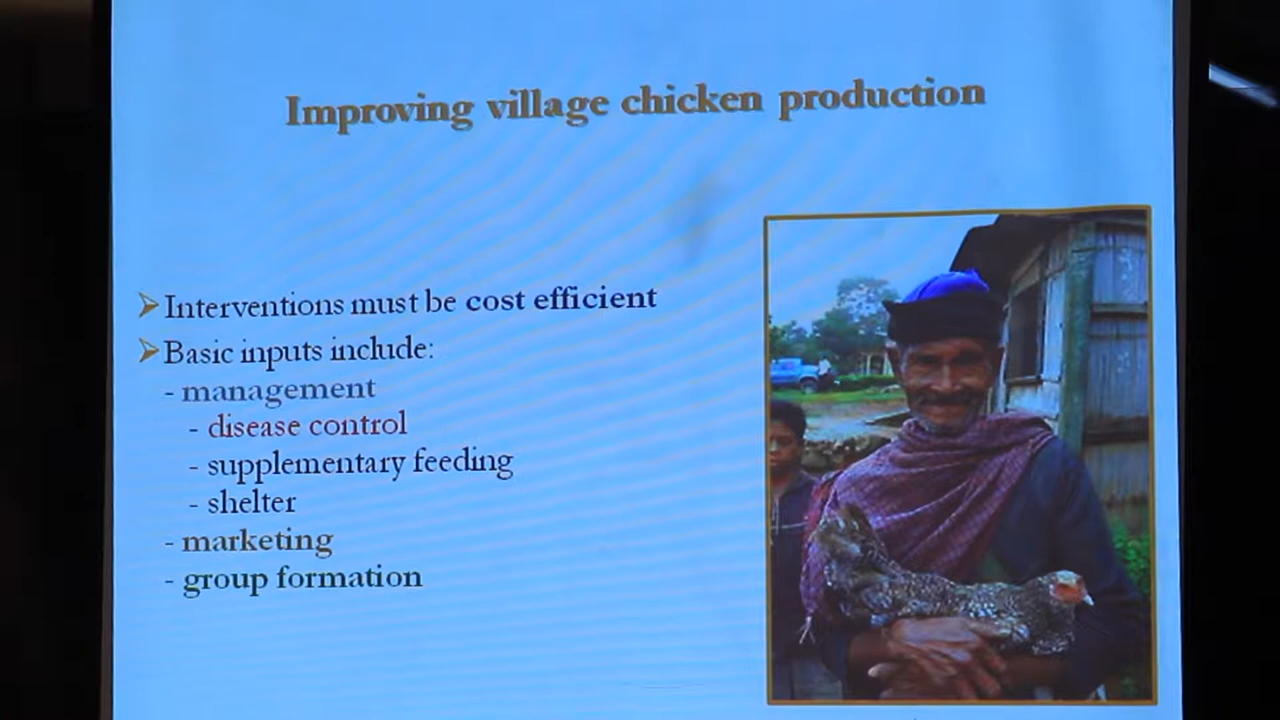 Improving village chicken production
Interventions must be cost efficient
Basic inputs include:
- management
- disease control
- supplementary feeding
- shelter
- marketing
- group formation